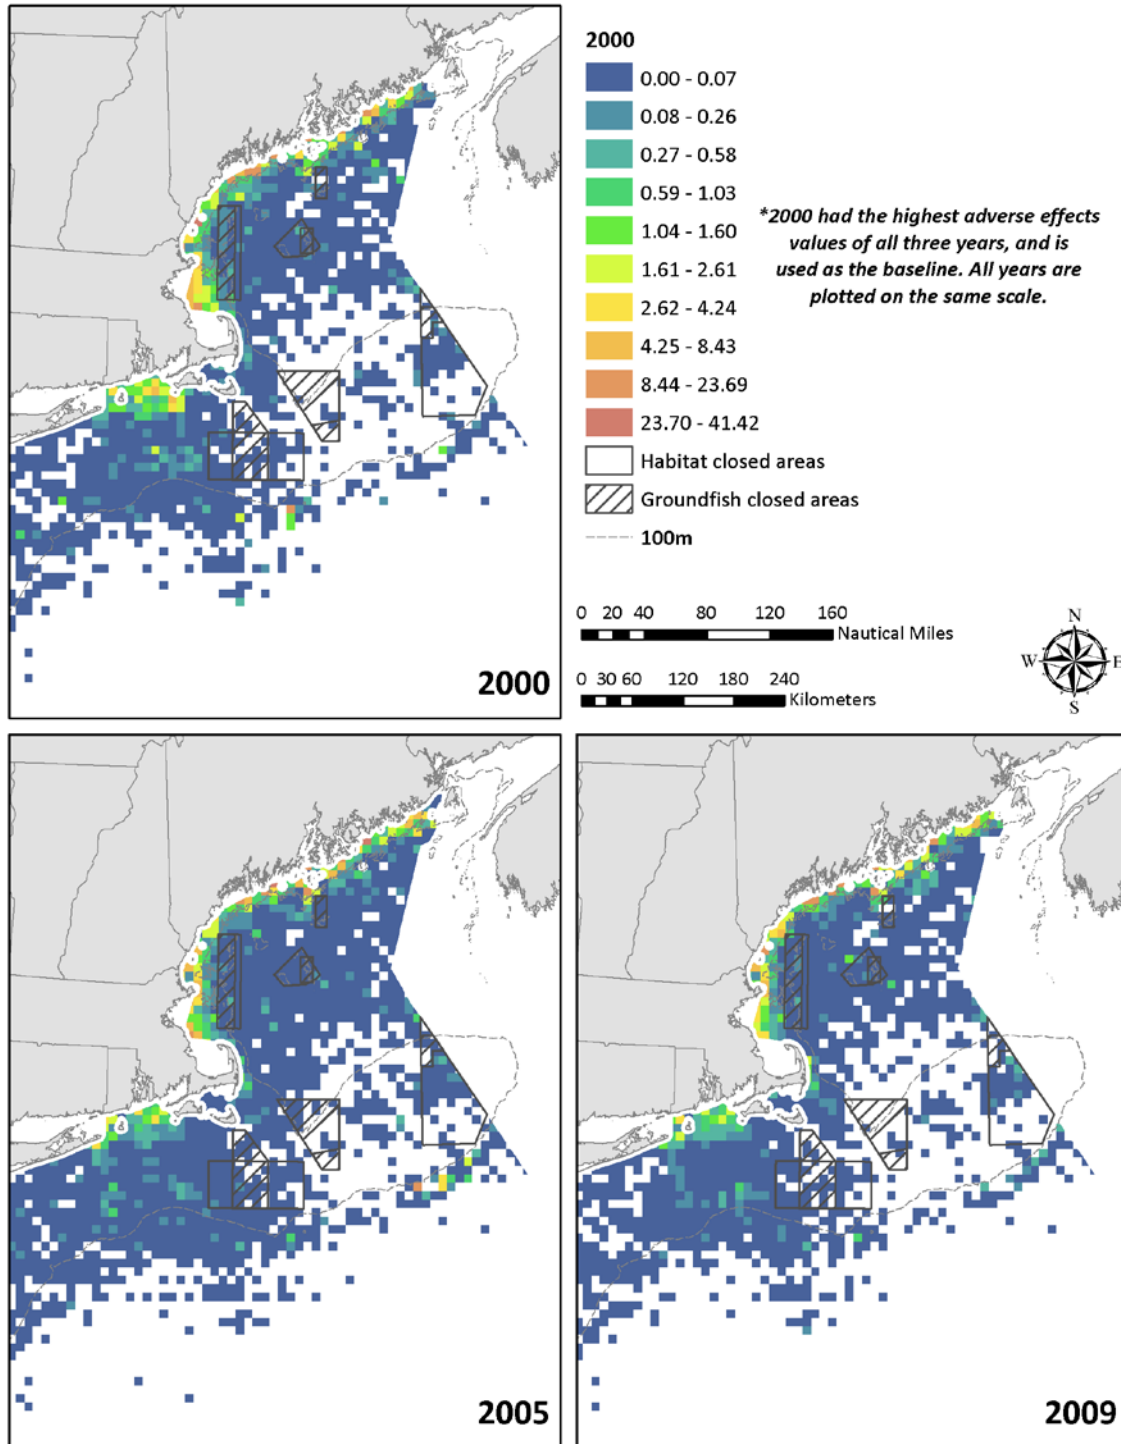 2000
0.00 - 0.07
0.08 - 0.26
0.27 - 0.58
0.59 - 1.03
1.04 - 1.60
1.61 - 2.61
2.62 - 4.24
4.25 - 8.43
8.44 - 23.69
23.70 - 41.42
Habitat closed areas
Groundfish closed areas
100m
*2000 had the highest adverse effects
values of all three years, and is
used as the baseline. All years are
plotted on the same scale.
0 20 40 80 120 160
Nautical Miles
0 30 60 120 180 240
Kilometers
N
W E
S
2000
2005
2009